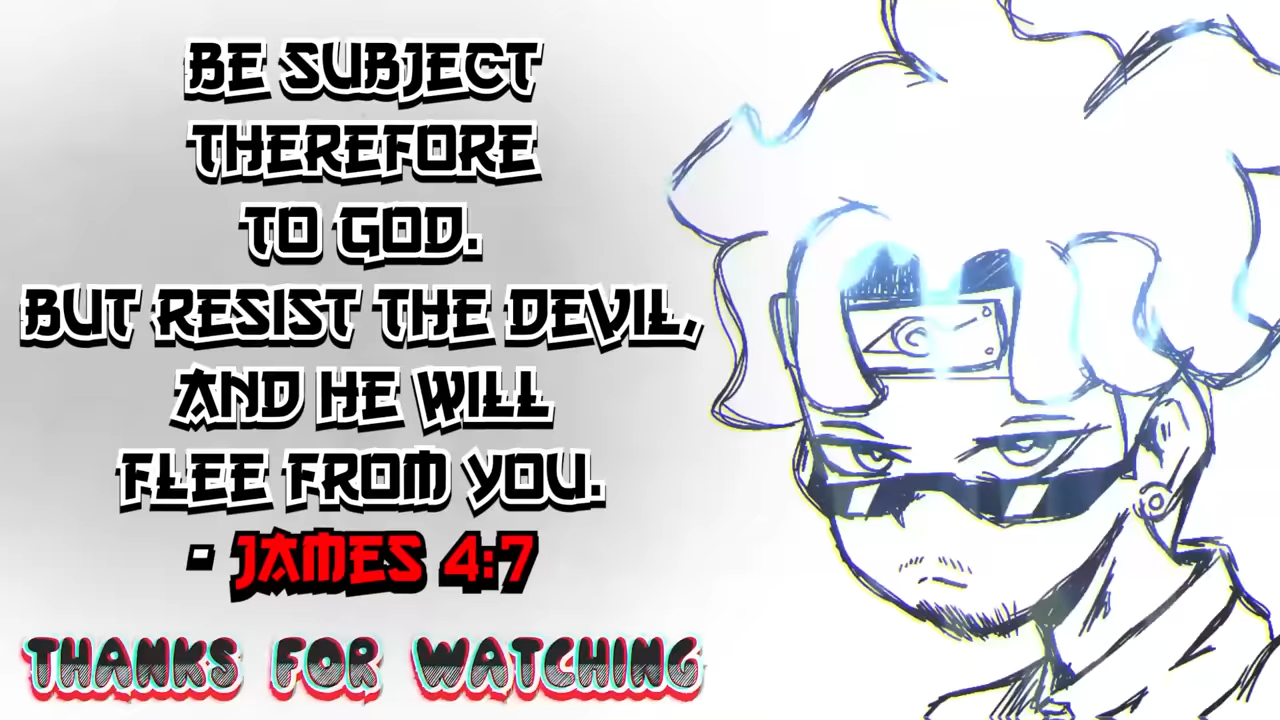 BE SUBJECT
THEREFORE
TO GOD.
BUT RESIST THE DEVIL,
AND HE WILL
FLEE FROM YOU.
- JAMES 4:7
THANKS FOR WATCHING